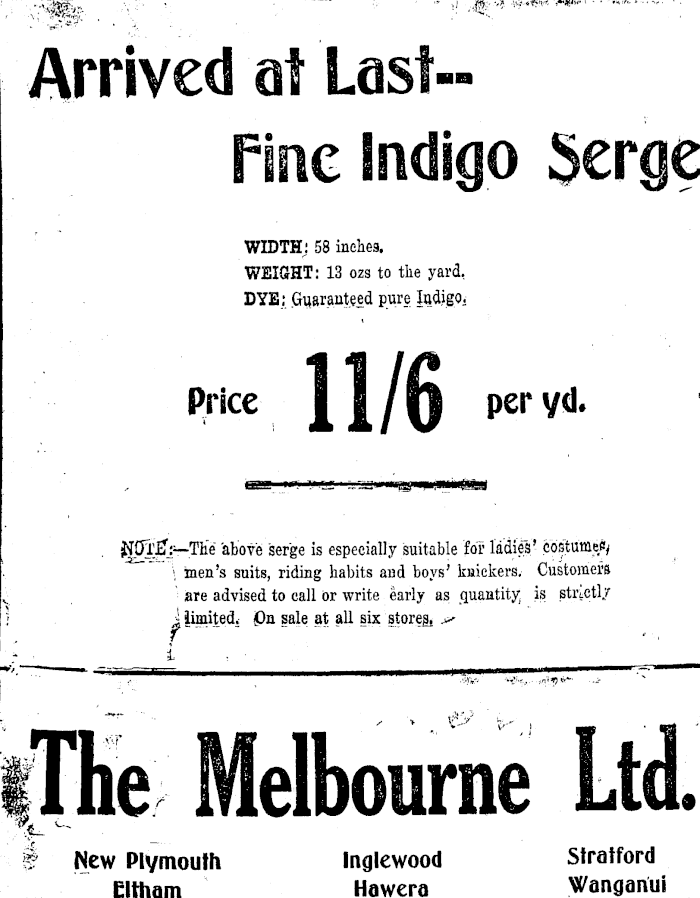 Arrived at Last--
Fine Indigo Serge
WIDTH: 58 inches.
WEIGHT: 13 ozs to the yard.
DYE: Guaranteed pure Indigo.
Price 11/6 per yd.
NOTE:—The above serge is especially suitable for ladies' costumes,
men's suits, riding habits and boys' knickers. Customers
are advised to call or write early as quantity is strictly
limited. On sale at all six stores.
The Melbourne Ltd.
New Plymouth Inglewood Stratford
Eltham Hawera Wanganui